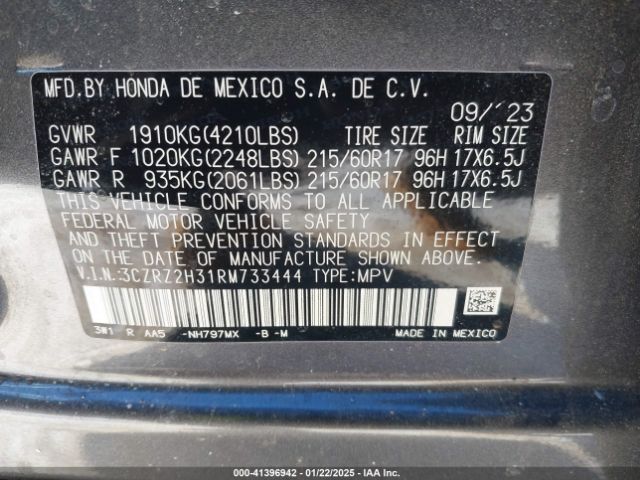 MFD.BY HONDA DE MEXICO S.A. DE C.V.
09/'23
GVWR 1910KG(4210LBS) TIRE SIZE RIM SIZE
GAWR F 1020KG(2248LBS) 215/60R17 96H 17X6.5J
GAWR R 935KG(2061LBS) 215/60R17 96H 17X6.5J
THIS VEHICLE CONFORMS TO ALL APPLICABLE
FEDERAL MOTOR VEHICLE SAFETY
AND THEFT PREVENTION STANDARDS IN EFFECT
ON THE DATE OF MANUFACTURE SHOWN ABOVE.
V.I.N.:3CZRZ2H31RM733444 TYPE:MPV
3W1 R AA5 -NH797MX -B -M MADE IN MEXICO
000-41396942 - 01/22/2025 - IAA Inc.